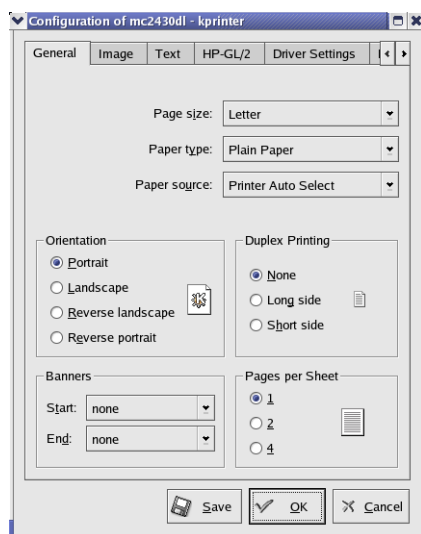 Configuration of mc2430dl - kprinter
General Image Text HP-GL/2 Driver Settings
Page size: Letter
Paper type: Plain Paper
Paper source: Printer Auto Select
Orientation
Portrait
Landscape
Reverse landscape
Reverse portrait
Duplex Printing
None
Long side
Short side
Banners
Start: none
End: none
Pages per Sheet
1
2
4
Save OK Cancel